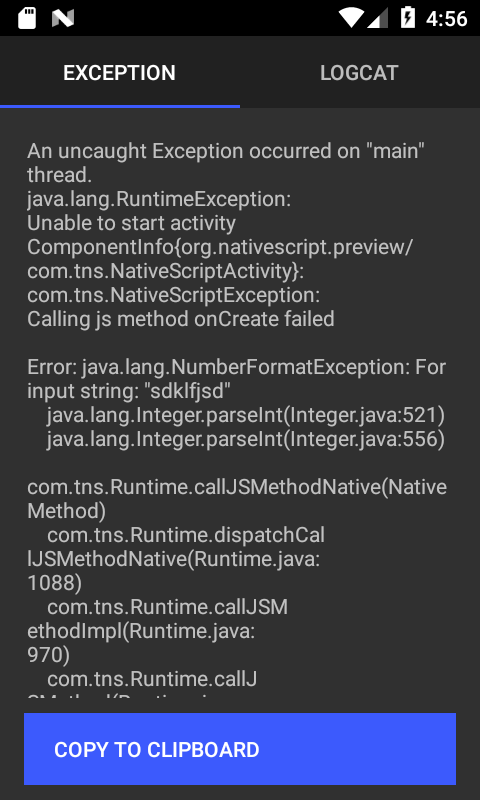 4:56
EXCEPTION
LOGCAT
An uncaught Exception occurred on "main"
thread.
java.lang.RuntimeException:
Unable to start activity
ComponentInfo{org.nativescript.preview/
com.tns.NativeScriptActivity}:
com.tns.NativeScriptException:
Calling js method onCreate failed
Error: java.lang.NumberFormatException: For
input string: "sdklfjsd"
java.lang.Integer.parseInt(Integer.java:521)
java.lang.Integer.parseInt(Integer.java:556)
com.tns.Runtime.callJSMethodNative(Native
Method)
com.tns.Runtime.dispatchCal
lJSMethodNative(Runtime.java:
1088)
com.tns.Runtime.callJSM
ethodImpl(Runtime.java:
970)
com.tns.Runtime.callJ
COPY TO CLIPBOARD